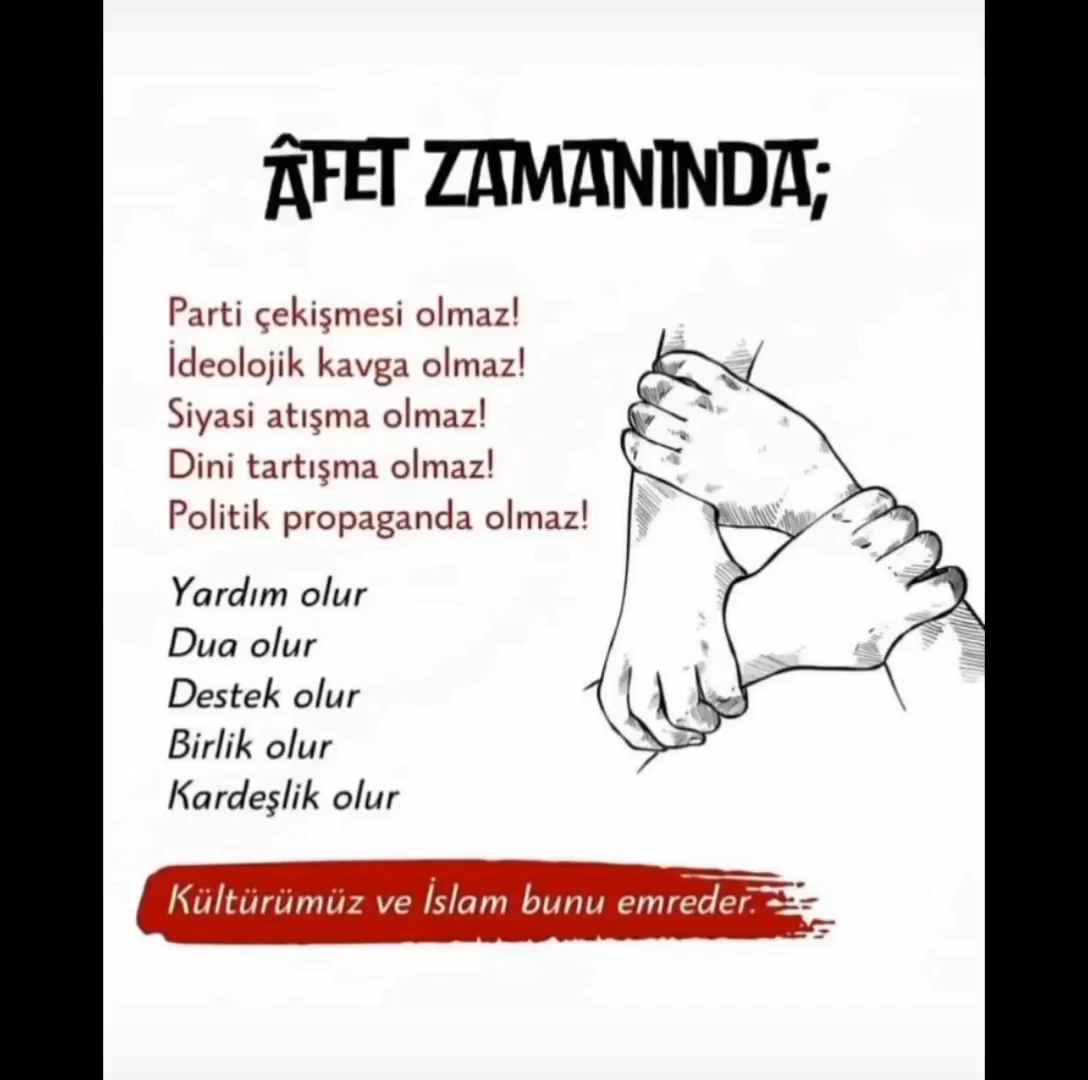 ÂFET ZAMANINDA;
Parti çekişmesi olmaz!
İdeolojik kavga olmaz!
Siyasi atışma olmaz!
Dini tartışma olmaz!
Politik propaganda olmaz!
Yardım olur
Dua olur
Destek olur
Birlik olur
Kardeşlik olur
Kültürümüz ve İslam bunu emreder.